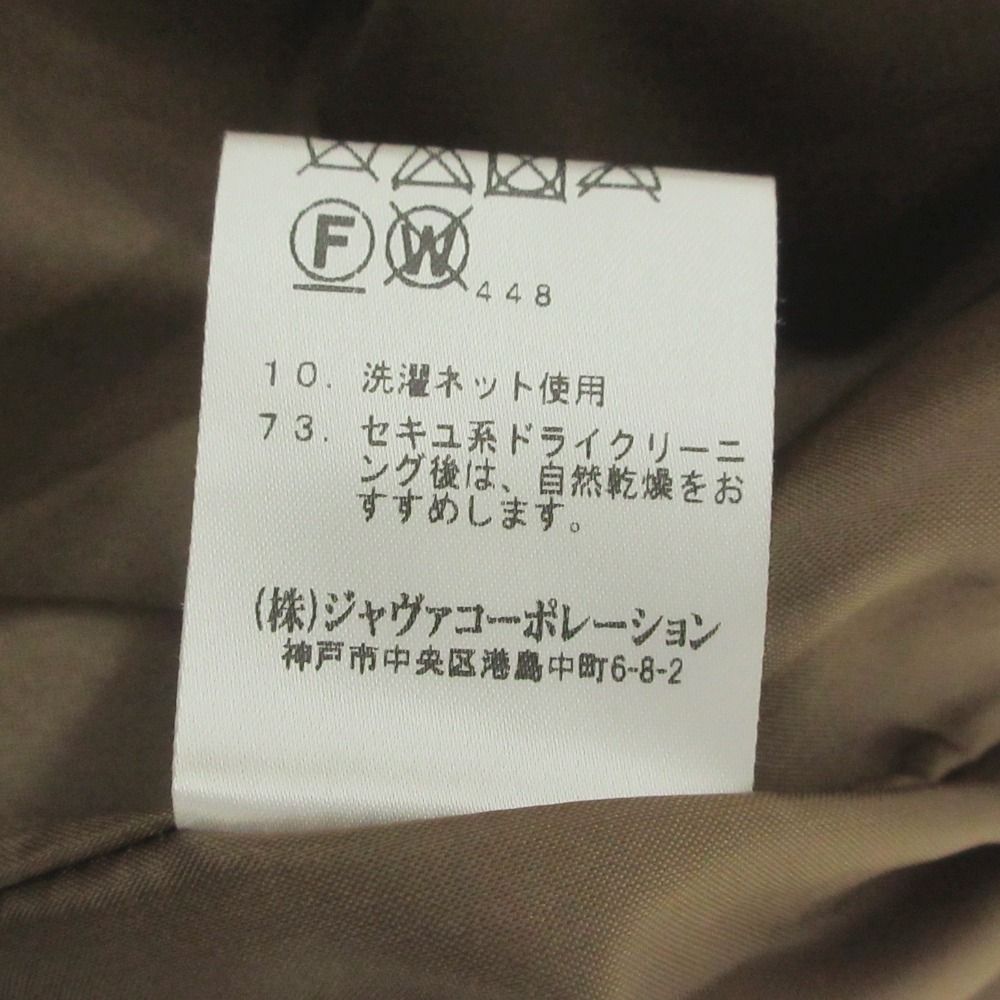 F W 448
10. 洗濯ネット使用
73. セキユ系ドライクリーニ
ング後は、自然乾燥をお
すすめします。
(株)ジャヴァコーポレーション
神戸市中央区港島中町6-8-2